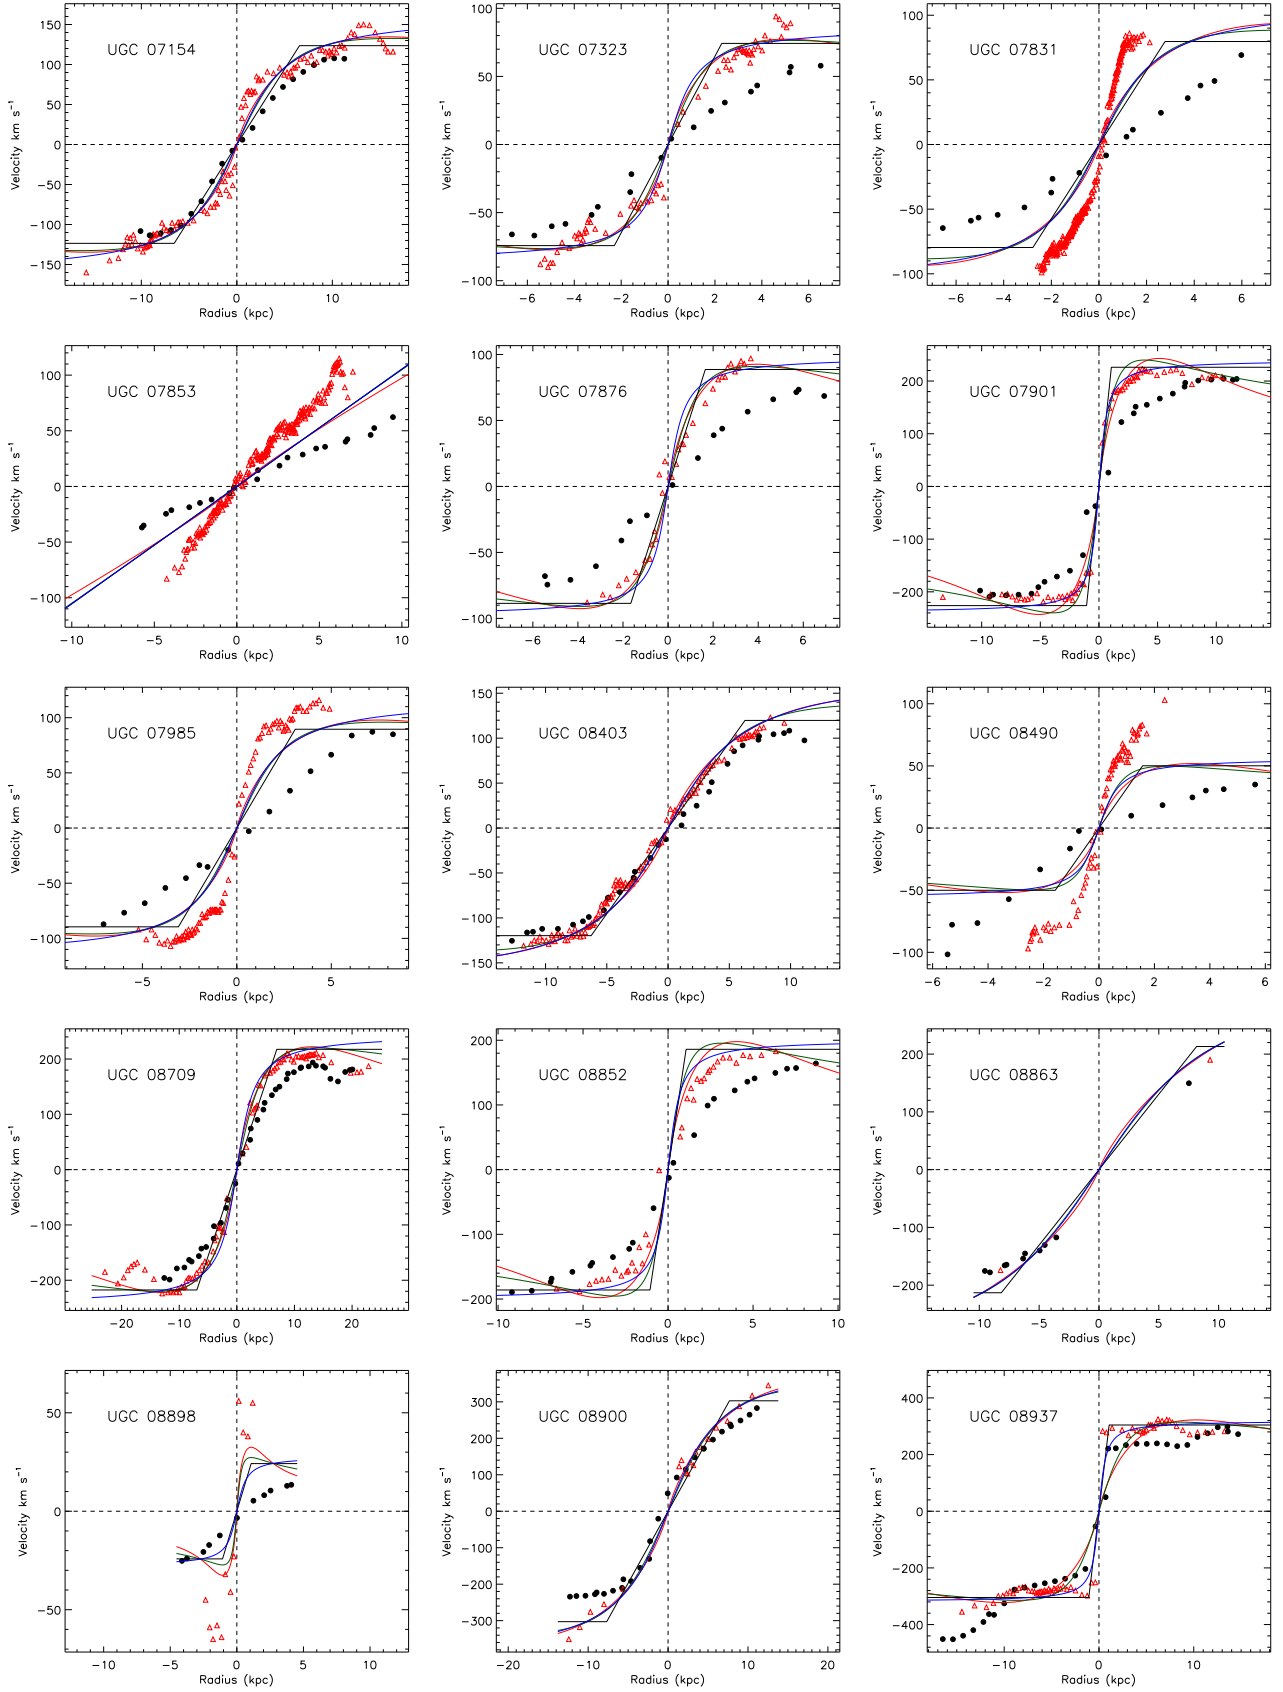 UGC 07154
Velocity km s⁻¹
150
100
50
0
−50
−100
−150
−10 0 10
Radius (kpc)
UGC 07323
Velocity km s⁻¹
100
50
0
−50
−100
−6 −4 −2 0 2 4 6
Radius (kpc)
UGC 07831
Velocity km s⁻¹
100
50
0
−50
−100
−6 −4 −2 0 2 4 6
Radius (kpc)
UGC 07853
Velocity km s⁻¹
100
50
0
−50
−100
−10 −5 0 5 10
Radius (kpc)
UGC 07876
Velocity km s⁻¹
100
50
0
−50
−100
−6 −4 −2 0 2 4 6
Radius (kpc)
UGC 07901
Velocity km s⁻¹
200
100
0
−100
−200
−10 −5 0 5 10
Radius (kpc)
UGC 07985
Velocity km s⁻¹
100
50
0
−50
−100
−5 0 5
Radius (kpc)
UGC 08403
Velocity km s⁻¹
150
100
50
0
−50
−100
−150
−10 −5 0 5 10
Radius (kpc)
UGC 08490
Velocity km s⁻¹
100
50
0
−50
−100
−6 −4 −2 0 2 4 6
Radius (kpc)
UGC 08709
Velocity km s⁻¹
200
100
0
−100
−200
−20 −10 0 10 20
Radius (kpc)
UGC 08852
Velocity km s⁻¹
200
100
0
−100
−200
−10 −5 0 5 10
Radius (kpc)
UGC 08863
Velocity km s⁻¹
200
100
0
−100
−200
−10 −5 0 5 10
Radius (kpc)
UGC 08898
Velocity km s⁻¹
50
0
−50
−10 −5 0 5 10
Radius (kpc)
UGC 08900
Velocity km s⁻¹
300
200
100
0
−100
−200
−300
−20 −10 0 10 20
Radius (kpc)
UGC 08937
Velocity km s⁻¹
400
200
0
−200
−400
−10 0 10
Radius (kpc)